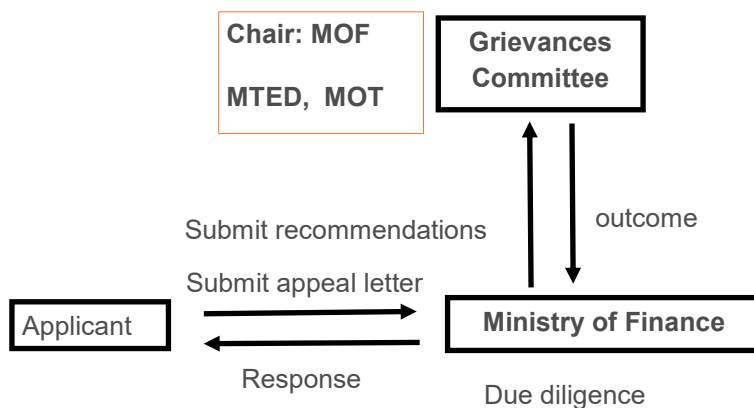 Chair: MOF
MTED, MOT
Grievances
Committee
Submit recommendations
outcome
Submit appeal letter
Applicant
Ministry of Finance
Response
Due diligence